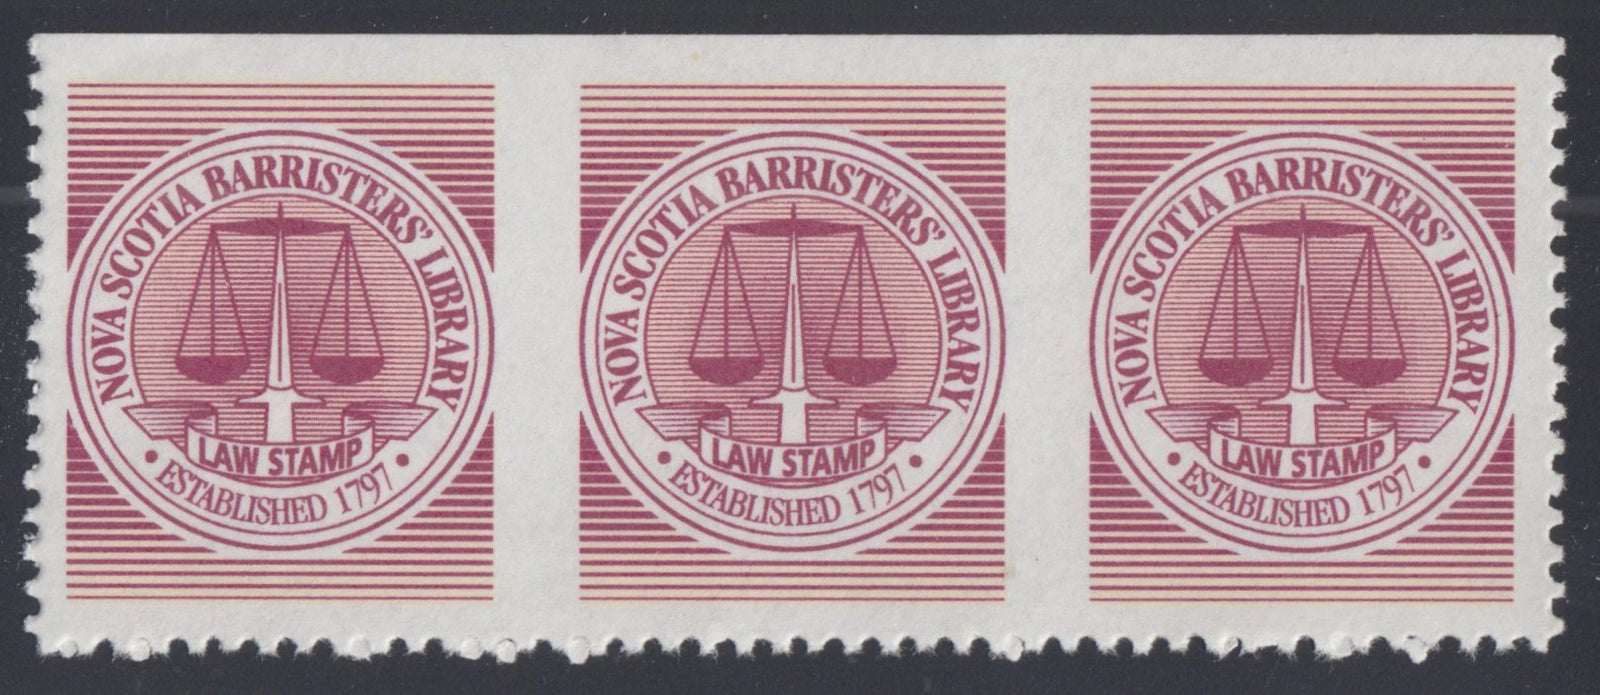 NOVA SCOTIA BARRISTERS' LIBRARY
LAW STAMP
• ESTABLISHED 1797 •
NOVA SCOTIA BARRISTERS' LIBRARY
LAW STAMP
• ESTABLISHED 1797 •
NOVA SCOTIA BARRISTERS' LIBRARY
LAW STAMP
• ESTABLISHED 1797 •